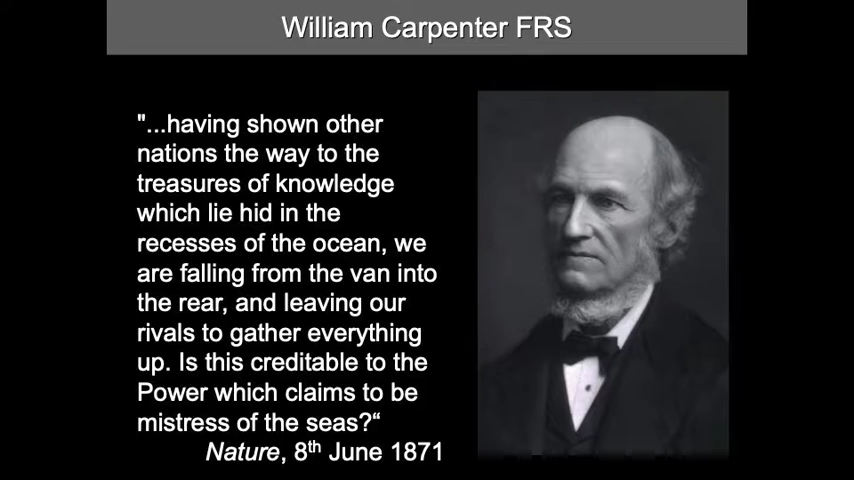 William Carpenter FRS
"...having shown other
nations the way to the
treasures of knowledge
which lie hid in the
recesses of the ocean, we
are falling from the van into
the rear, and leaving our
rivals to gather everything
up. Is this creditable to the
Power which claims to be
mistress of the seas?“
Nature, 8th June 1871